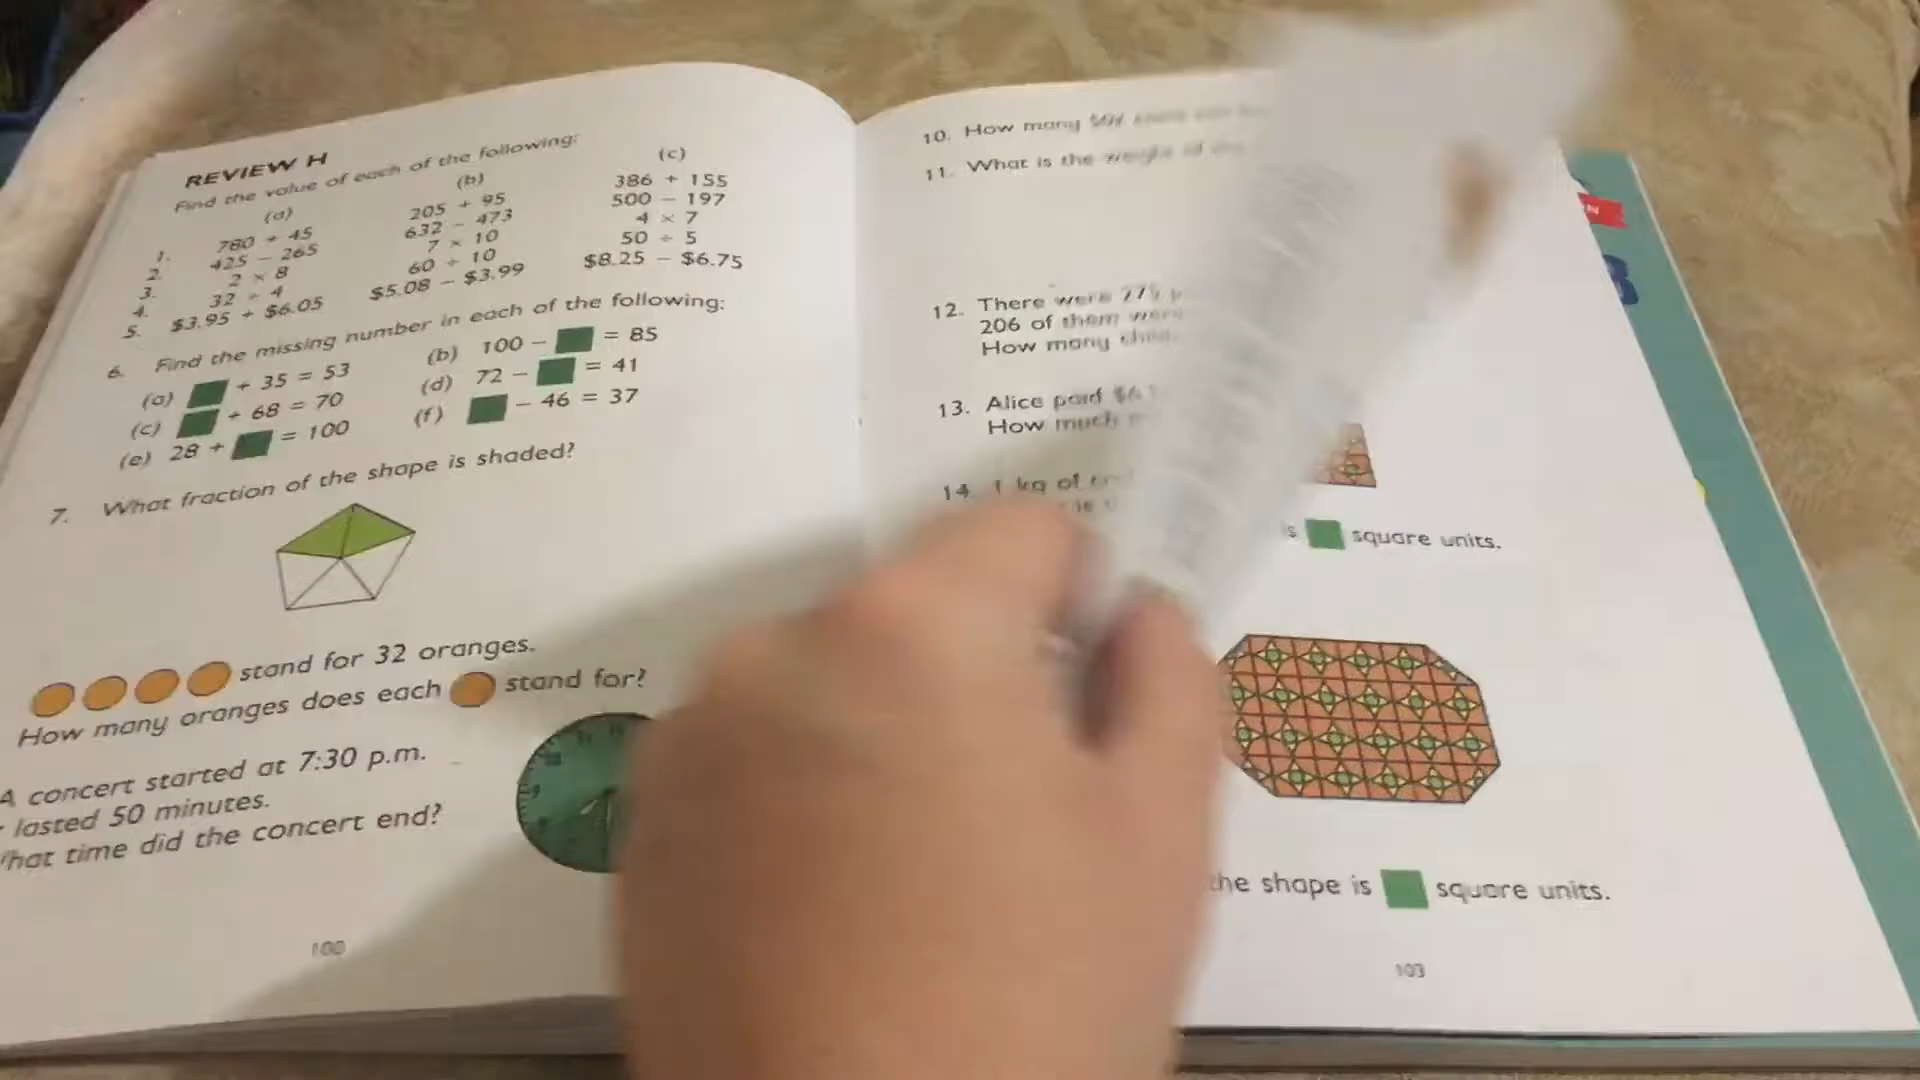 REVIEW H
Find the value of each of the following:
(a) (b) (c)
1. 780 + 45 205 + 95 386 + 155
2. 425 − 265 632 − 473 500 − 197
3. 2 × 8 7 × 10 4 × 7
4. 32 ÷ 4 60 ÷ 10 50 ÷ 5
5. $3.95 + $6.05 $5.08 − $3.99 $8.25 − $6.75
6. Find the missing number in each of the following:
(a) + 35 = 53 (b) 100 − = 85
(c) + 68 = 70 (d) 72 − = 41
(e) 28 + = 100 (f) − 46 = 37
7. What fraction of the shape is shaded?
stand for 32 oranges.
How many oranges does each stand for?
A concert started at 7:30 p.m.
lasted 50 minutes.
What time did the concert end?
100
10. How many
11. What is the weight of
12. There were
206 of them were
How many
13. Alice paid
How much
14. 1 kg of
square units.
the shape is square units.
103